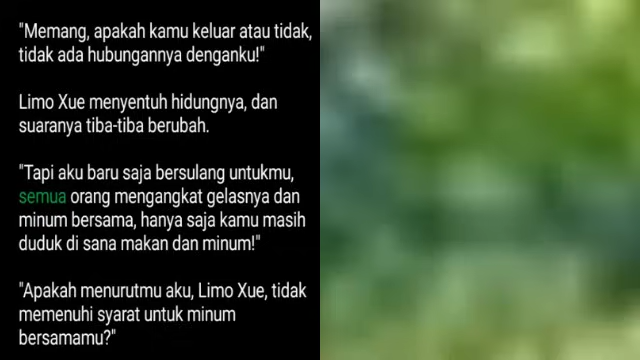 "Memang, apakah kamu keluar atau tidak,
tidak ada hubungannya denganku!"
Limo Xue menyentuh hidungnya, dan
suaranya tiba-tiba berubah.
"Tapi aku baru saja bersulang untukmu,
semua orang mengangkat gelasnya dan
minum bersama, hanya saja kamu masih
duduk di sana makan dan minum!"
"Apakah menurutmu aku, Limo Xue, tidak
memenuhi syarat untuk minum
bersamamu?"